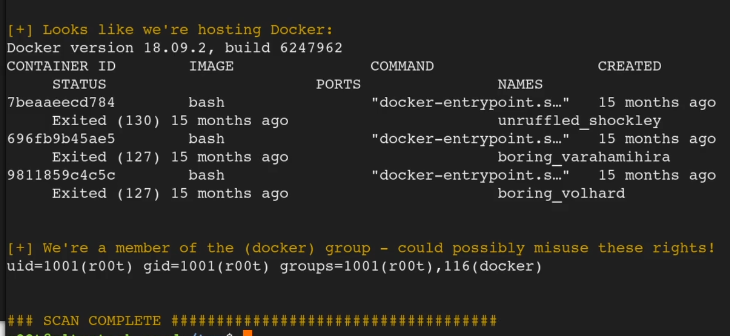 [+] Looks like we're hosting Docker:
Docker version 18.09.2, build 6247962
CONTAINER ID        IMAGE               COMMAND                  CREATED
     STATUS                       PORTS               NAMES
7beaaeecd784        bash                "docker-entrypoint.s…"   15 months ago
     Exited (130) 15 months ago                       unruffled_shockley
696fb9b45ae5        bash                "docker-entrypoint.s…"   15 months ago
     Exited (127) 15 months ago                       boring_varahamihira
9811859c4c5c        bash                "docker-entrypoint.s…"   15 months ago
     Exited (127) 15 months ago                       boring_volhard
[+] We're a member of the (docker) group - could possibly misuse these rights!
uid=1001(r00t) gid=1001(r00t) groups=1001(r00t),116(docker)
### SCAN COMPLETE ####################################